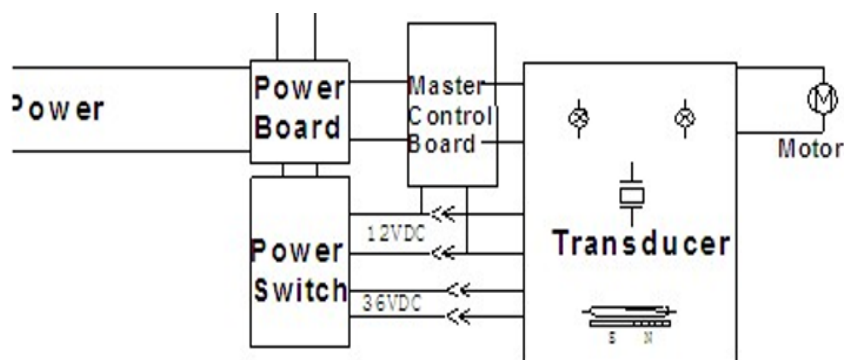 Power
Power
Board
Master
Control
Board
M
Motor
Power
Switch
12VDC
36VDC
Transducer
S N